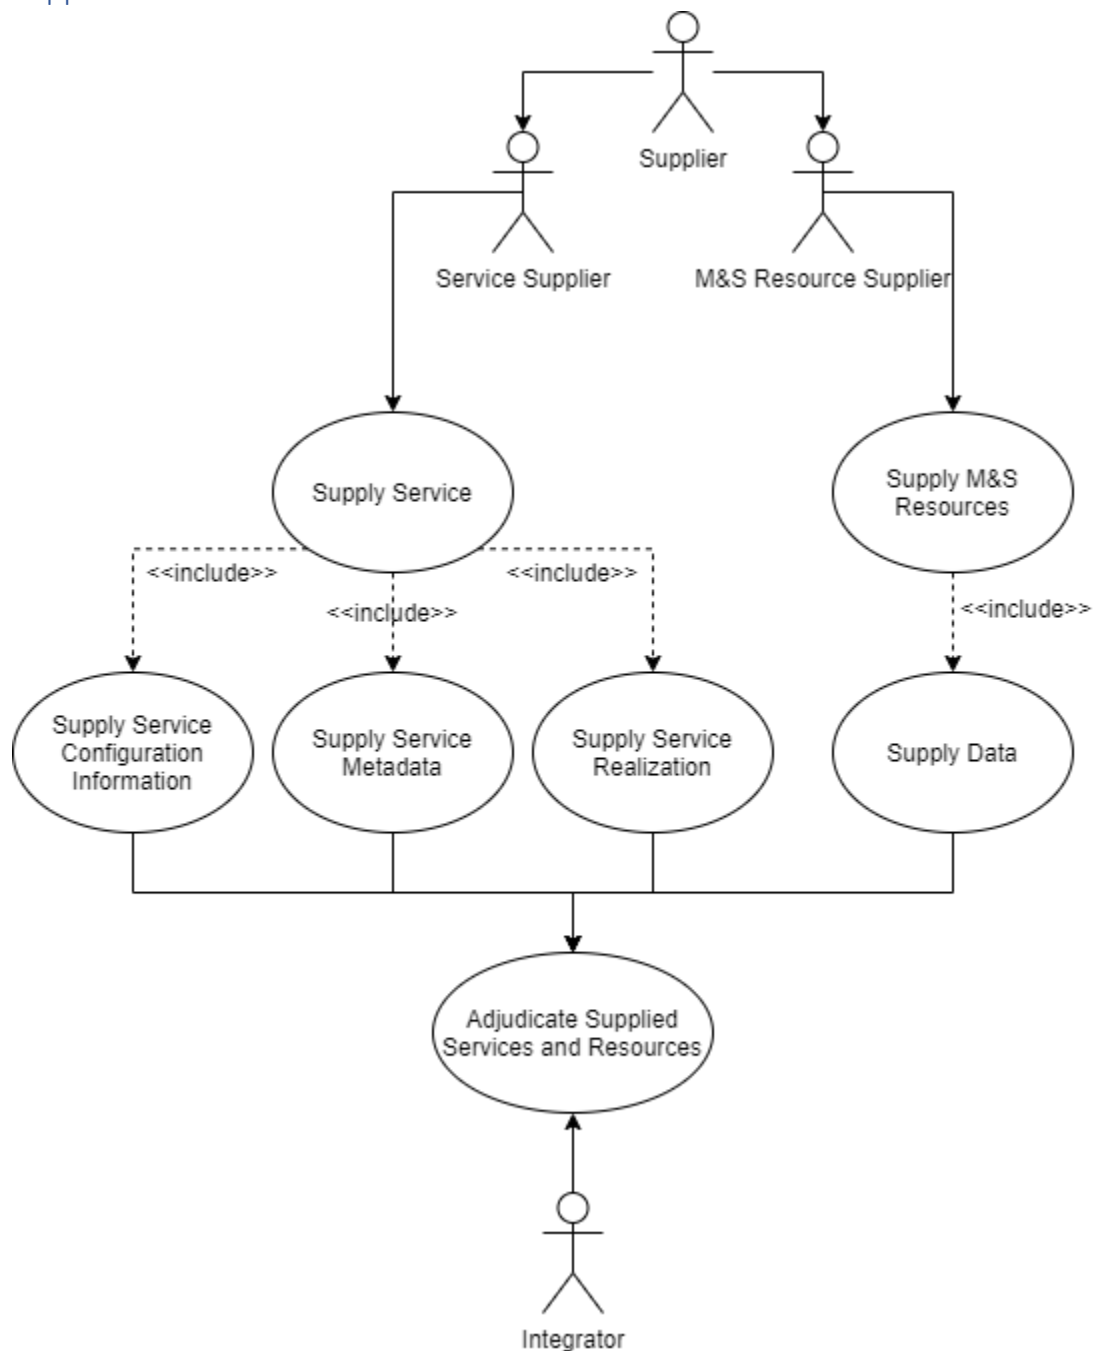 Supplier
Service Supplier
M&S Resource Supplier
Supply Service
Supply M&S
Resources
<<include>>
<<include>>
<<include>>
<<include>>
Supply Service
Configuration
Information
Supply Service
Metadata
Supply Service
Realization
Supply Data
Adjudicate Supplied
Services and Resources
Integrator